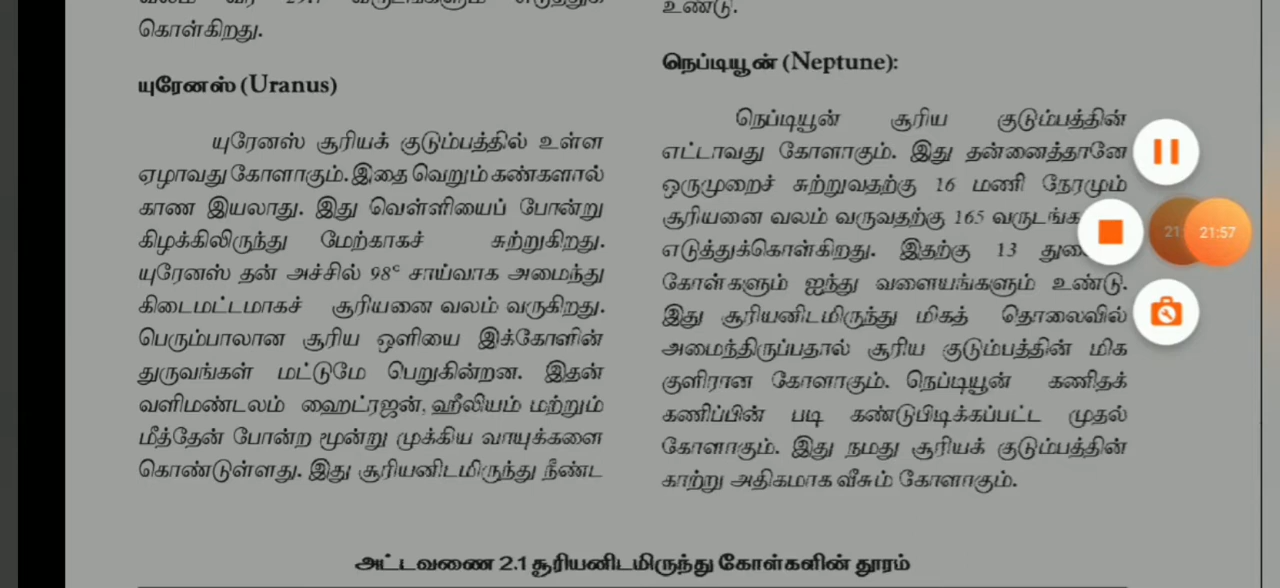 கொள்கிறது.
யுரேனஸ் (Uranus)
யுரேனஸ் சூரியக் குடும்பத்தில் உள்ள
ஏழாவது கோளாகும். இதை வெறும் கண்களால்
காண இயலாது. இது வெள்ளியைப் போன்று
கிழக்கிலிருந்து மேற்காகச் சுற்றுகிறது.
யுரேனஸ் தன் அச்சில் 98° சாய்வாக அமைந்து
கிடைமட்டமாகச் சூரியனை வலம் வருகிறது.
பெரும்பாலான சூரிய ஒளியை இக்கோளின்
துருவங்கள் மட்டுமே பெறுகின்றன. இதன்
வளிமண்டலம் ஹைட்ரஜன், ஹீலியம் மற்றும்
மீத்தேன் போன்ற மூன்று முக்கிய வாயுக்களை
கொண்டுள்ளது. இது சூரியனிடமிருந்து நீண்ட
உண்டு.
நெப்டியூன் (Neptune):
நெப்டியூன் சூரிய குடும்பத்தின்
எட்டாவது கோளாகும். இது தன்னைத்தானே
ஒருமுறைச் சுற்றுவதற்கு 16 மணி நேரமும்
சூரியனை வலம் வருவதற்கு 165
எடுத்துக்கொள்கிறது. இதற்கு 13
கோள்களும் ஐந்து வளையங்களும் உண்டு.
இது சூரியனிடமிருந்து மிகத் தொலைவில்
அமைந்திருப்பதால் சூரிய குடும்பத்தின் மிக
குளிரான கோளாகும். நெப்டியூன் கணிதக்
கணிப்பின் படி கண்டுபிடிக்கப்பட்ட முதல்
கோளாகும். இது நமது சூரியக் குடும்பத்தின்
காற்று அதிகமாக வீசும் கோளாகும்.
21:57
அட்டவணை 2.1 சூரியனிடமிருந்து கோள்களின் தூரம்